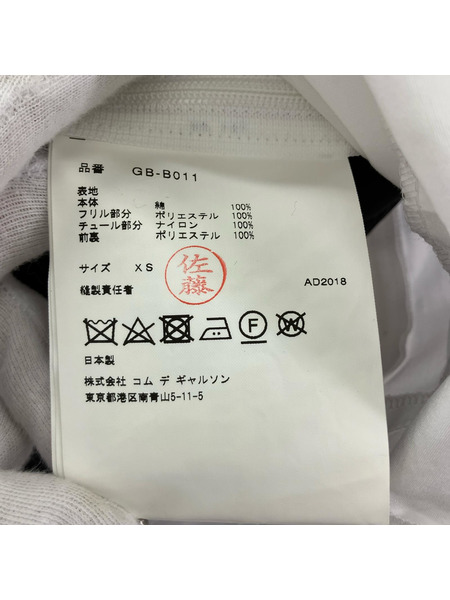 品番 GB-B011
表地
本体 綿 100%
フリル部分 ポリエステル 100%
チュール部分 ナイロン 100%
前裏 ポリエステル 100%
サイズ XS
佐藤
縫製責任者 AD2018
F W
日本製
株式会社 コム デ ギャルソン
東京都港区南青山5-11-5